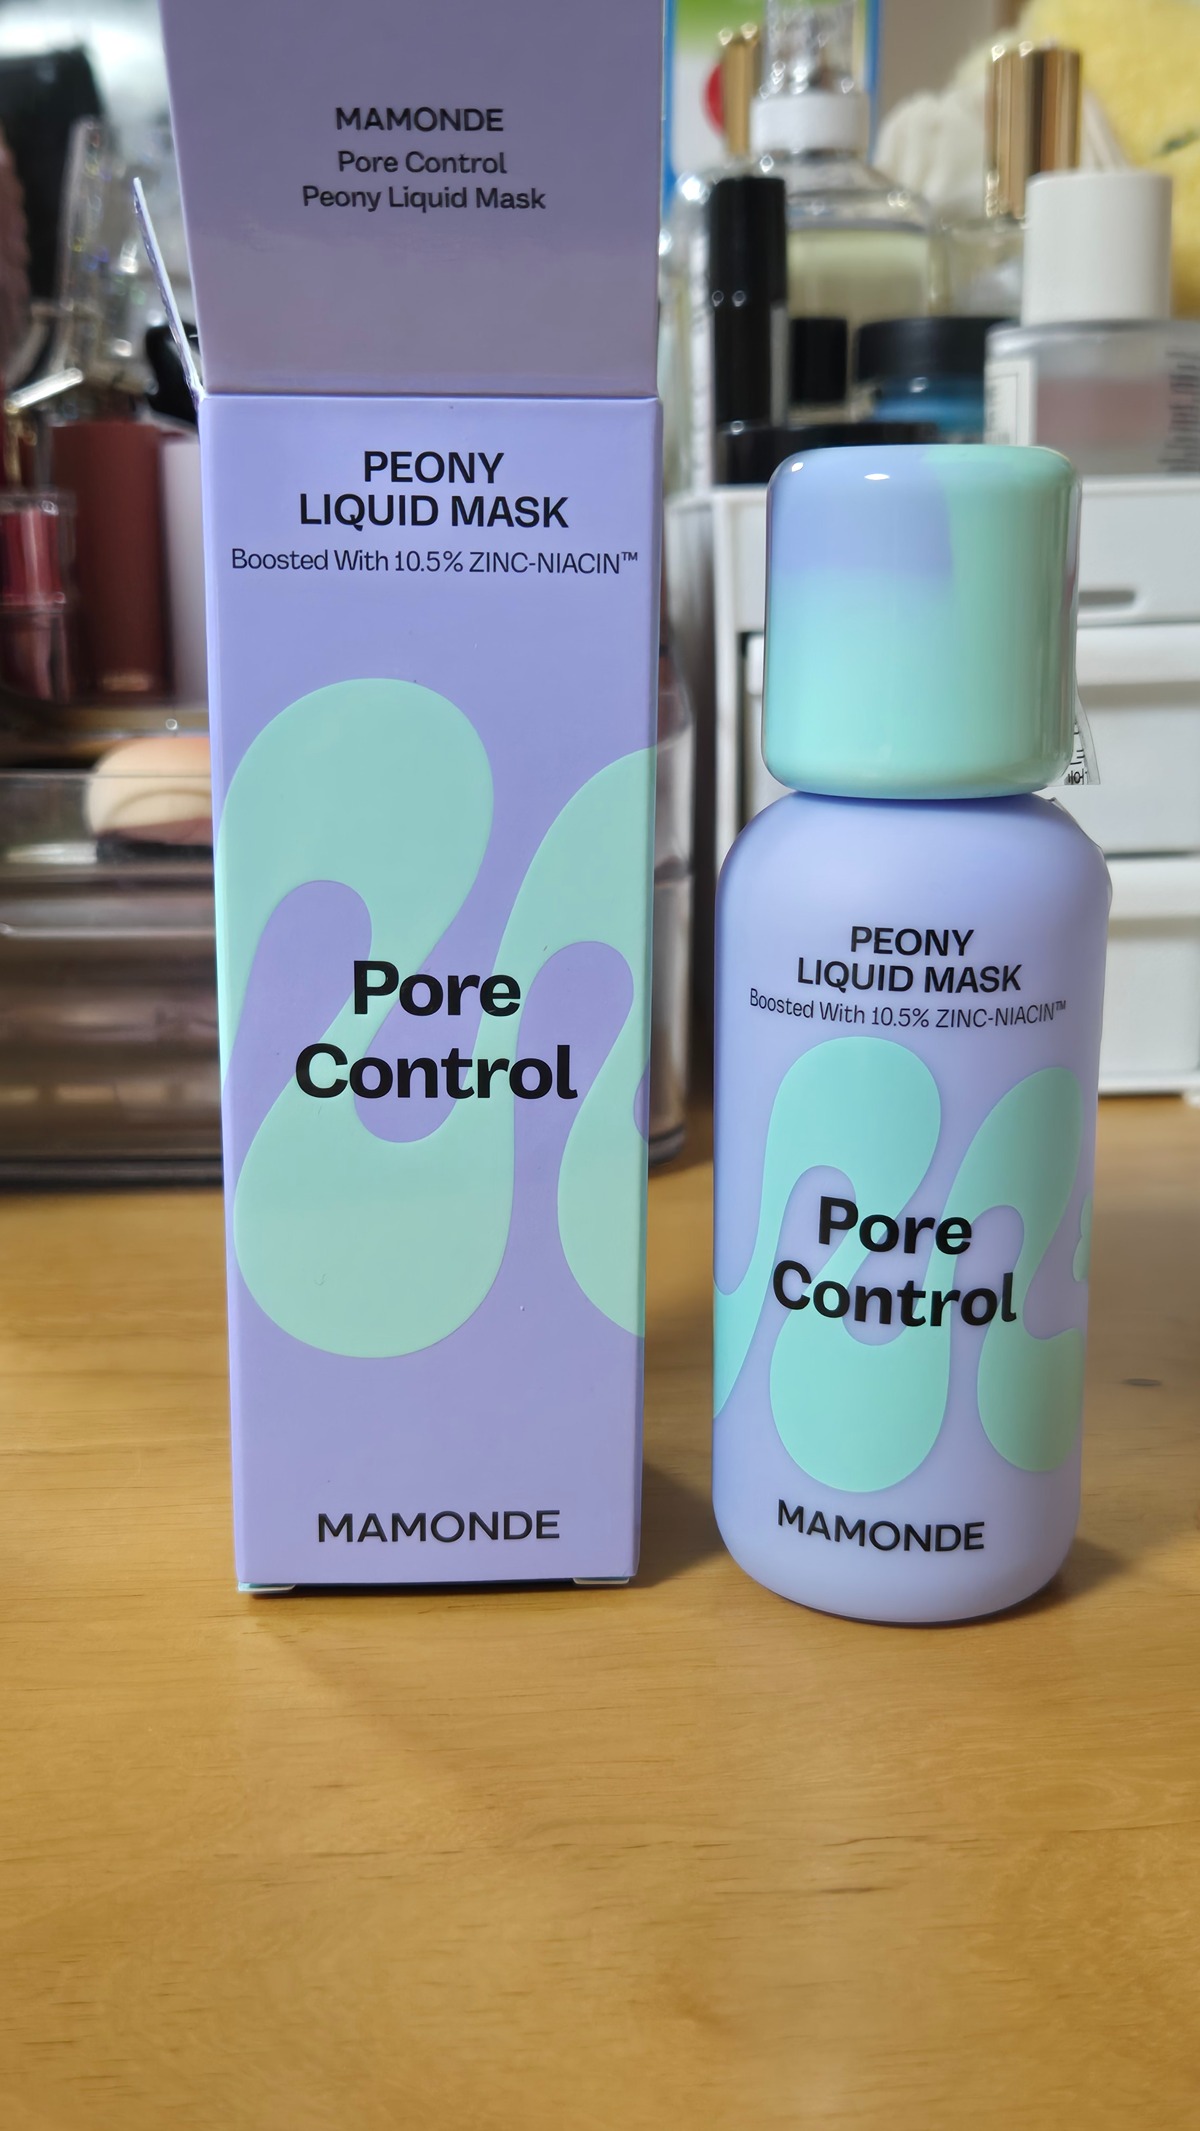 MAMONDE
Pore Control
Peony Liquid Mask
PEONY
LIQUID MASK
Boosted With 10.5% ZINC-NIACIN™
Pore
Control
MAMONDE
PEONY
LIQUID MASK
Boosted With 10.5% ZINC-NIACIN™
Pore
Control
MAMONDE